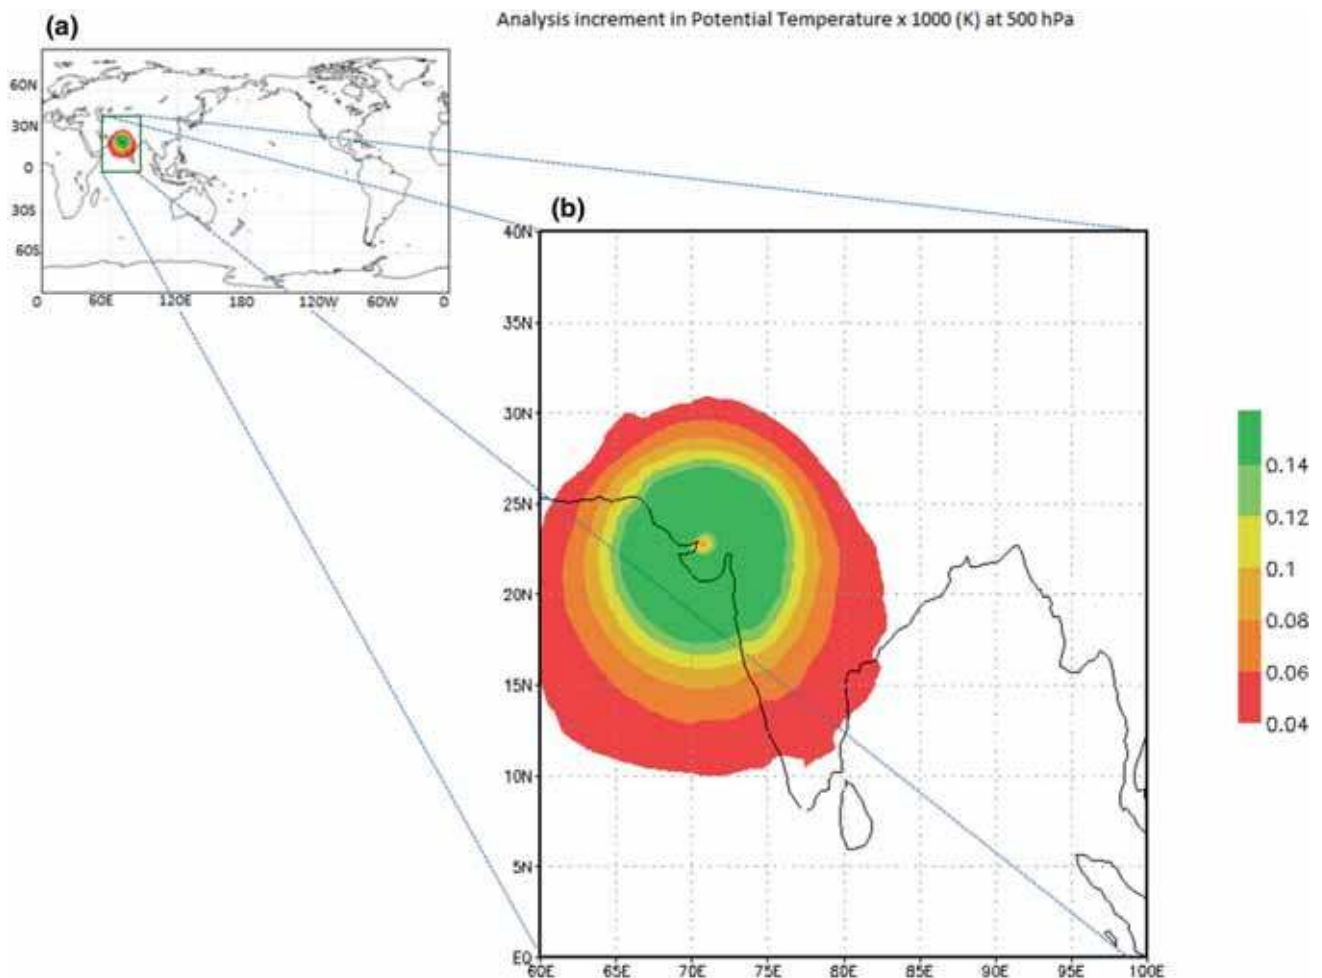 Analysis increment in Potential Temperature x 1000 (K) at 500 hPa
(a)
60N
30N
0
30S
60S
0 60E 120E 180 120W 60W 0
(b)
40N
35N
30N
25N
20N
15N
10N
5N
EQ
60E 65E 70E 75E 80E 85E 90E 95E 100E
0.14
0.12
0.1
0.08
0.06
0.04